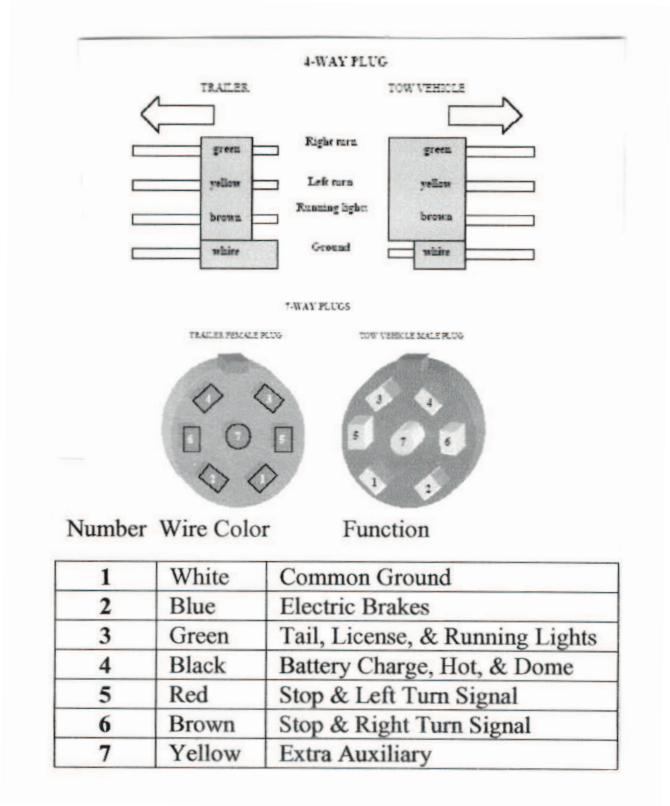 4-WAY PLUG
TRAILER TOW VEHICLE
green Right turn green
yellow Left turn yellow
brown Running lights brown
white Ground white
7-WAY PLUGS
TRAILER FEMALE PLUG TOW VEHICLE MALE PLUG
4 3 3 4
6 7 5 5 7 6
2 1 1 2
Number Wire Color Function
1 White Common Ground
2 Blue Electric Brakes
3 Green Tail, License, & Running Lights
4 Black Battery Charge, Hot, & Dome
5 Red Stop & Left Turn Signal
6 Brown Stop & Right Turn Signal
7 Yellow Extra Auxiliary